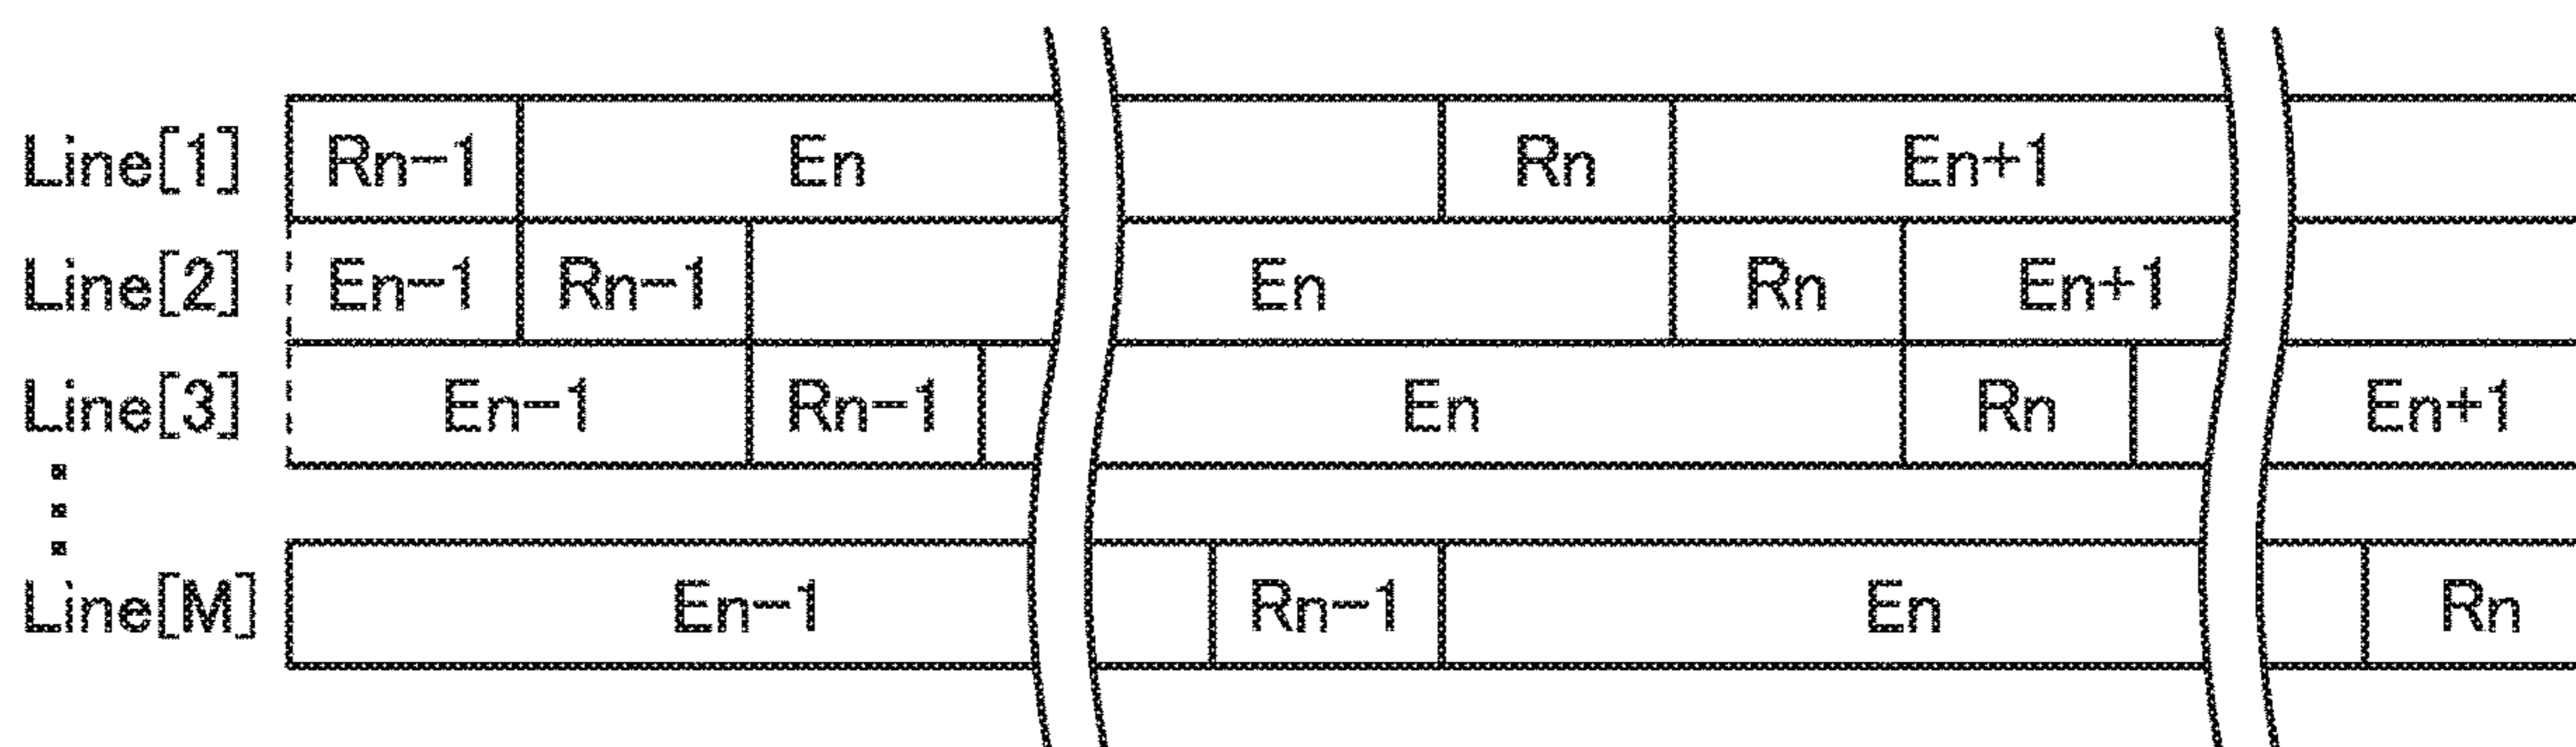 Line[1] Rn-1 En Rn En+1
Line[2] En-1 Rn-1 En Rn En+1
Line[3] En-1 Rn-1 En Rn En+1
Line[M] En-1 Rn-1 En Rn